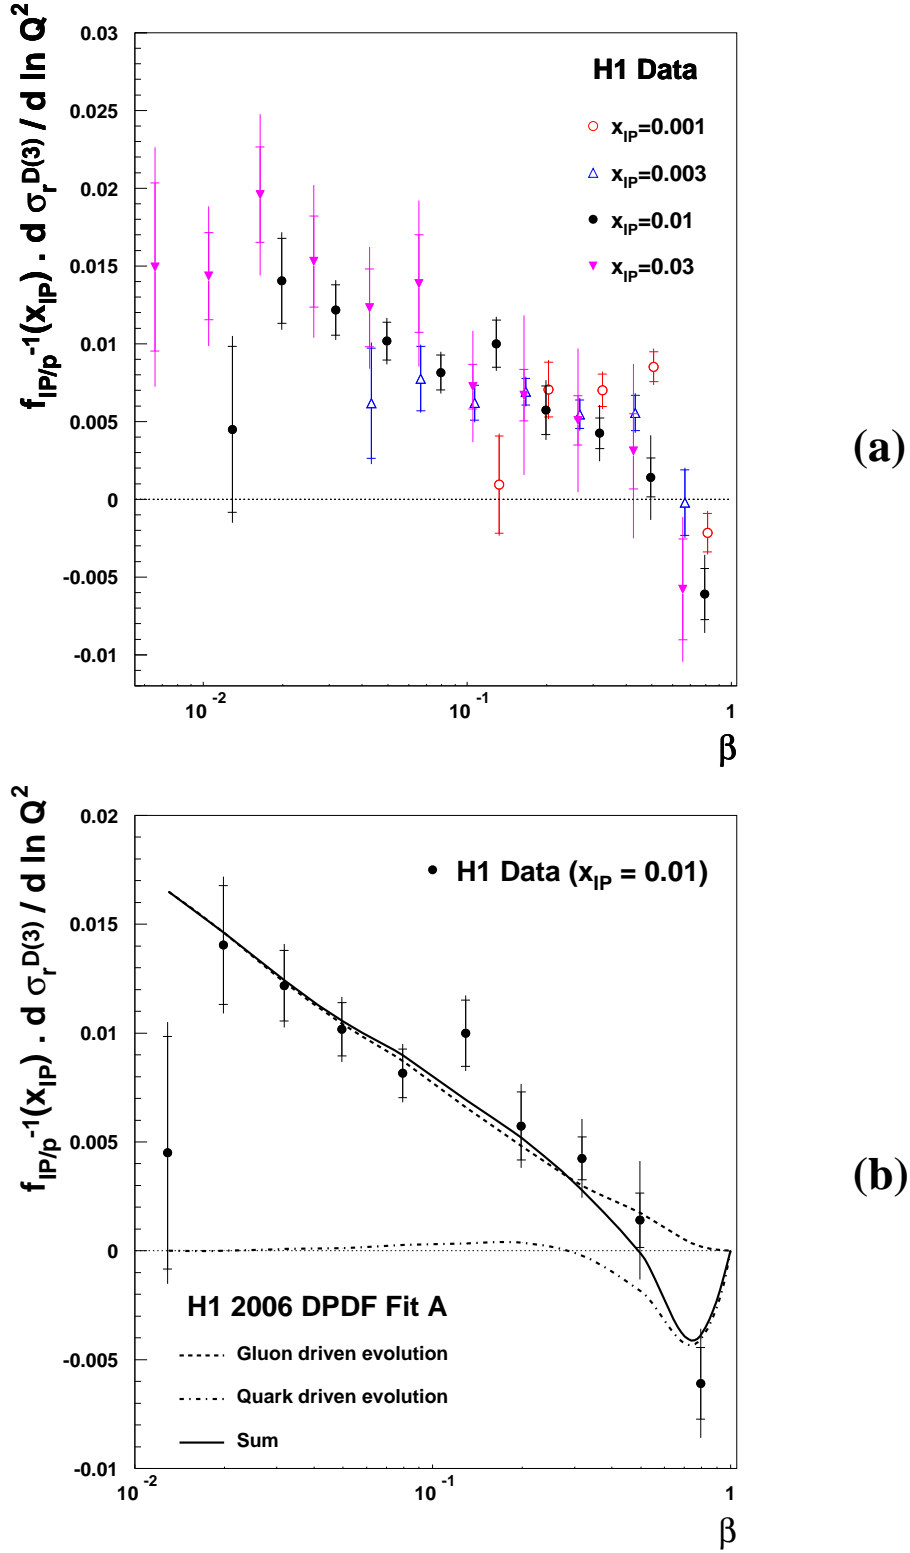 f_IP/p^-1(x_IP) . d σ_r^D(3) / d ln Q^2
0.03
0.025
0.02
0.015
0.01
0.005
0
-0.005
-0.01
H1 Data
x_IP=0.001
x_IP=0.003
x_IP=0.01
x_IP=0.03
10^-2
10^-1
1
β
(a)
f_IP/p^-1(x_IP) . d σ_r^D(3) / d ln Q^2
0.02
0.015
0.01
0.005
0
-0.005
-0.01
H1 Data (x_IP = 0.01)
H1 2006 DPDF Fit A
Gluon driven evolution
Quark driven evolution
Sum
10^-2
10^-1
1
β
(b)